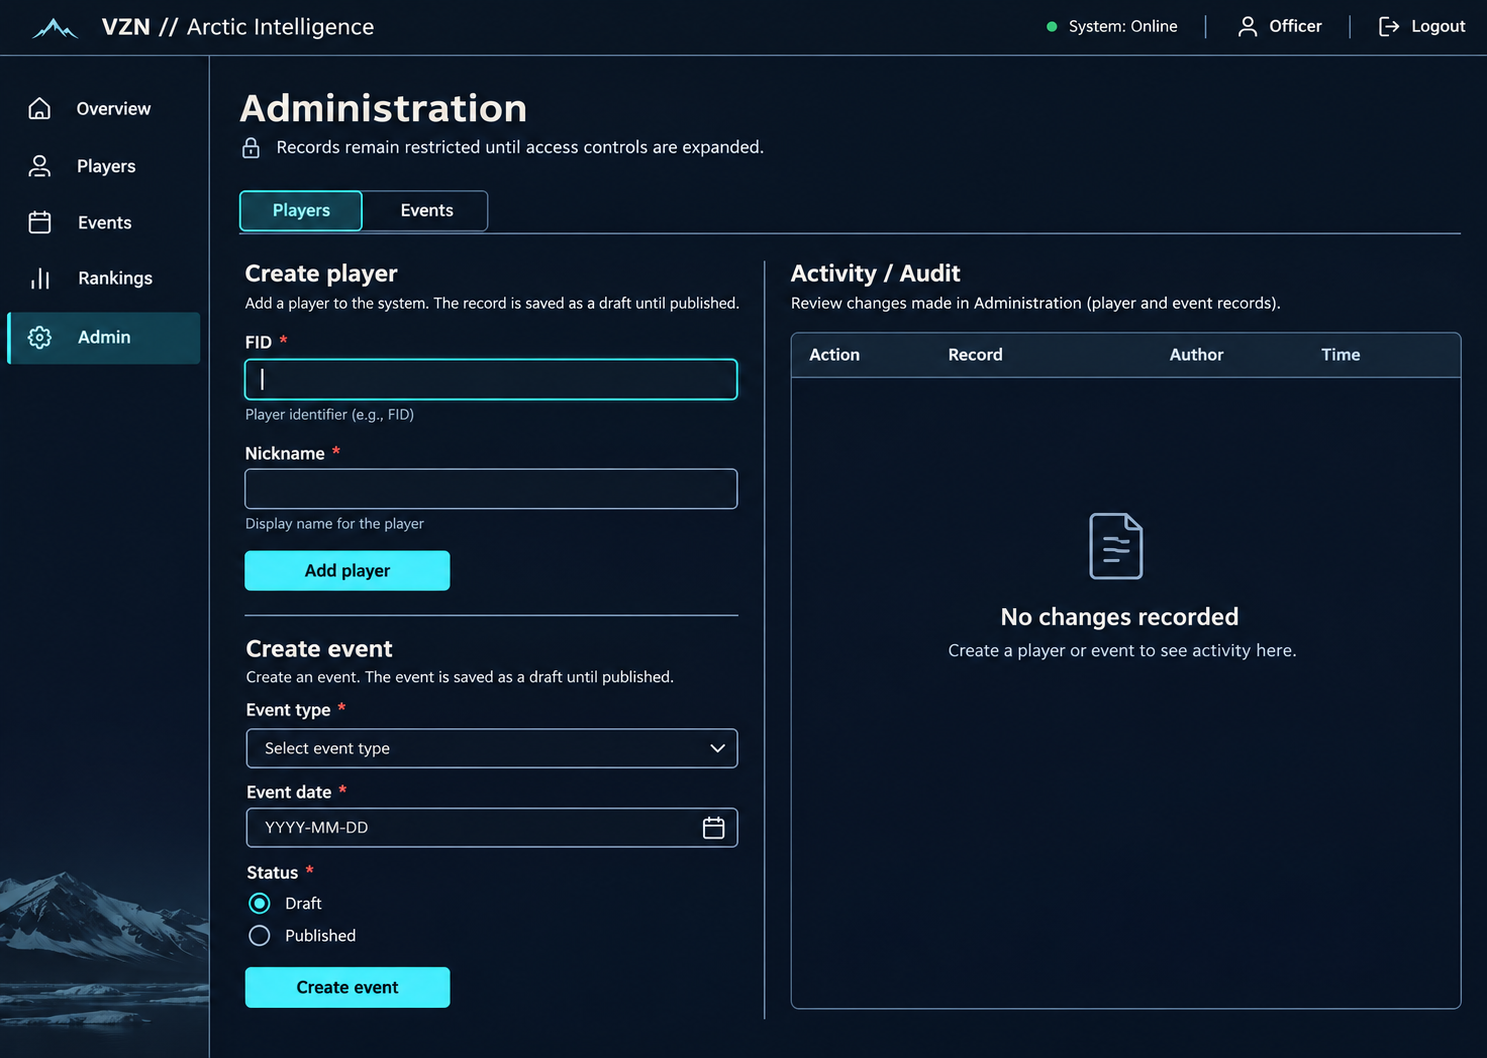 VZN // Arctic Intelligence
System: Online
Officer
Logout
Overview
Players
Events
Rankings
Admin
Administration
Records remain restricted until access controls are expanded.
Players
Events
Create player
Add a player to the system. The record is saved as a draft until published.
FID *
Player identifier (e.g., FID)
Nickname *
Display name for the player
Add player
Create event
Create an event. The event is saved as a draft until published.
Event type *
Select event type
Event date *
YYYY-MM-DD
Status *
Draft
Published
Create event
Activity / Audit
Review changes made in Administration (player and event records).
Action Record Author Time
No changes recorded
Create a player or event to see activity here.